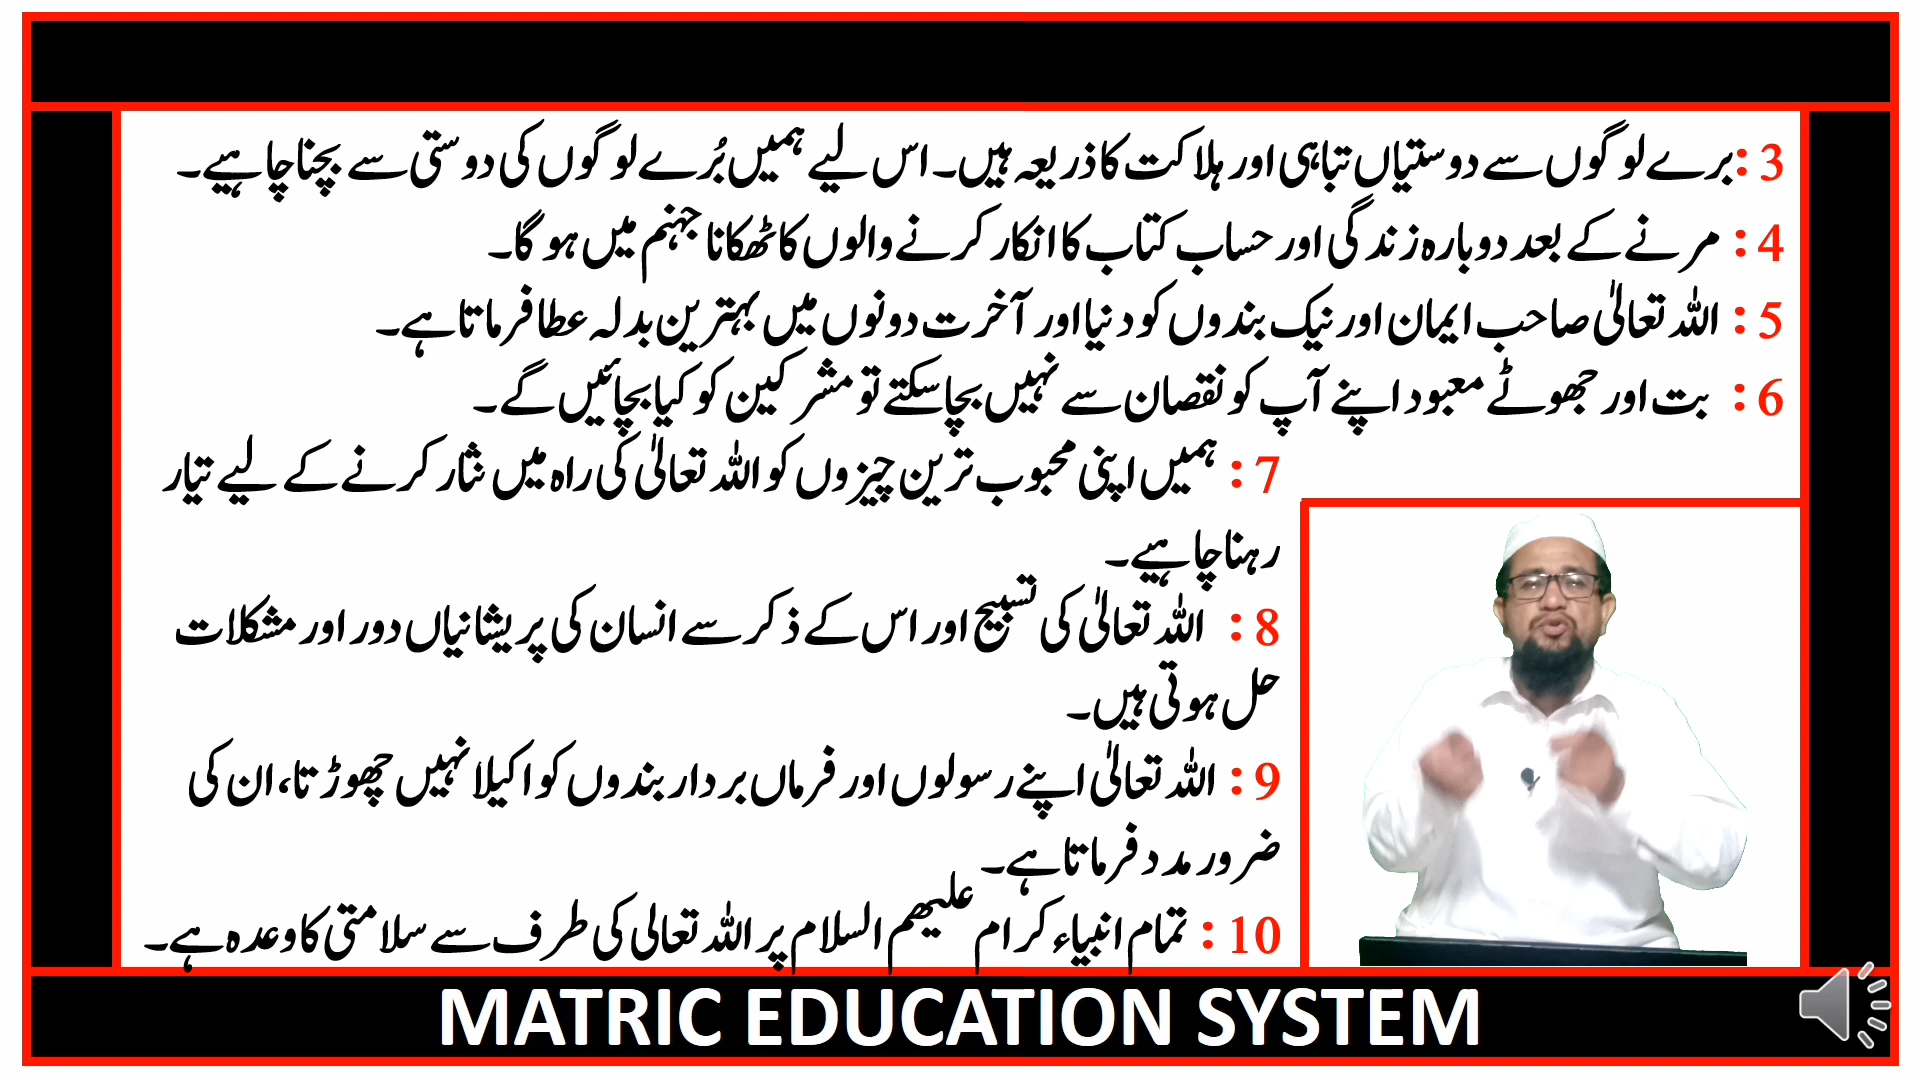 3: برے لوگوں سے دوستیاں تباہی اور ہلاکت کا ذریعہ ہیں۔ اس لیے ہمیں بُرے لوگوں کی دوستی سے بچنا چاہیے۔
4: مرنے کے بعد دوبارہ زندگی اور حساب کتاب کا انکار کرنے والوں کا ٹھکانا جہنم میں ہو گا۔
5: اللہ تعالیٰ صاحب ایمان اور نیک بندوں کو دنیا اور آخرت دونوں میں بہترین بدلہ عطا فرماتا ہے۔
6: بت اور جھوٹے معبود اپنے آپ کو نقصان سے نہیں بچا سکتے تو مشرکین کو کیا بچائیں گے۔
7: ہمیں اپنی محبوب ترین چیزوں کو اللہ تعالیٰ کی راہ میں نثار کرنے کے لیے تیار
رہنا چاہیے۔
8: اللہ تعالیٰ کی تسبیح اور اس کے ذکر سے انسان کی پریشانیاں دور اور مشکلات
حل ہوتی ہیں۔
9: اللہ تعالیٰ اپنے رسولوں اور فرماں بردار بندوں کو اکیلا نہیں چھوڑتا، ان کی
ضرور مدد فرماتا ہے۔
10: تمام انبیاء کرام علیھم السلام پر اللہ تعالی کی طرف سے سلامتی کا وعدہ ہے۔
MATRIC EDUCATION SYSTEM